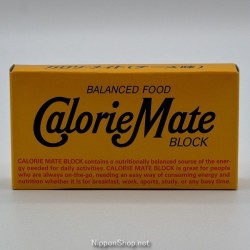 BALANCED FOOD
CalorieMate
BLOCK
CALORIE MATE BLOCK contains a nutritionally balanced source of the ener-
gy needed for daily activities. CALORIE MATE BLOCK is great for people
who are always on-the-go, needing an easy way of consuming energy and
nutrition whether it is for breakfast, work, sports, study, or any busy time.
NipponShop.net